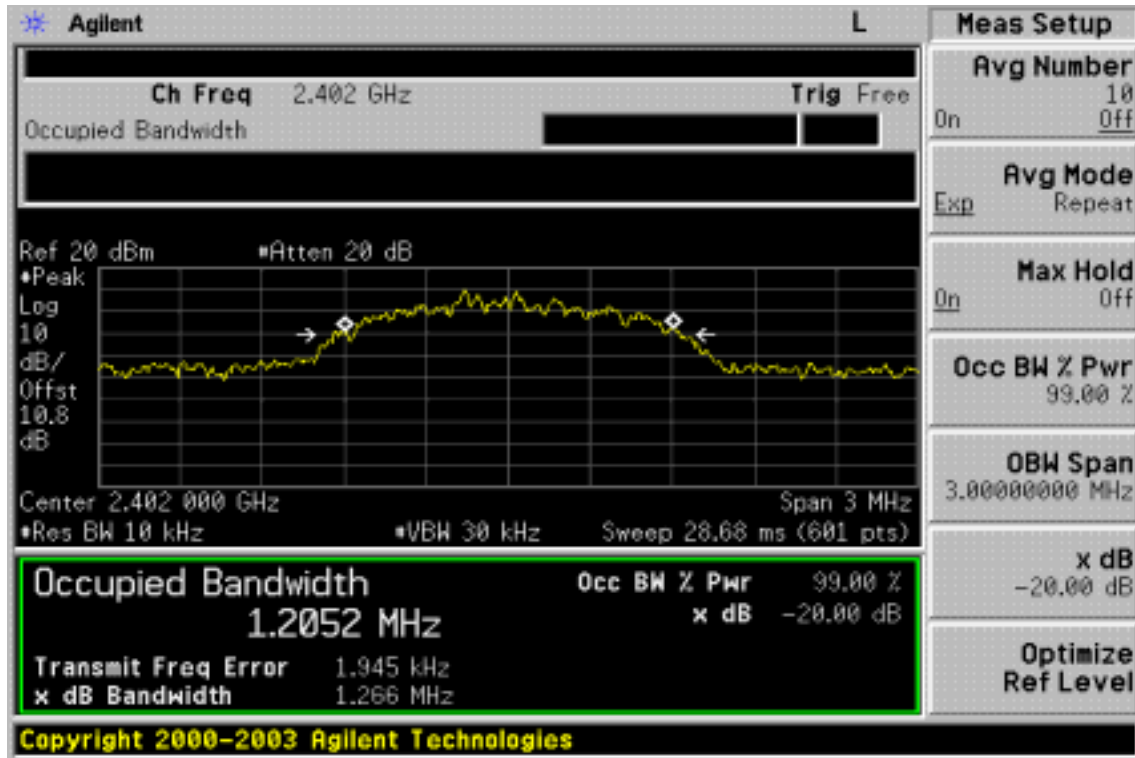 Agilent
L
Meas Setup
Ch Freq 2.402 GHz Trig Free
Occupied Bandwidth
Ref 20 dBm #Atten 20 dB
#Peak
Log
10
dB/
Offst
10.8
dB
Center 2.402 000 GHz Span 3 MHz
#Res BW 10 kHz #VBW 30 kHz Sweep 28.68 ms (601 pts)
Occupied Bandwidth
1.2052 MHz
Occ BW % Pwr 99.00 %
x dB -20.00 dB
Transmit Freq Error 1.945 kHz
x dB Bandwidth 1.266 MHz
Copyright 2000-2003 Agilent Technologies
Avg Number
10
On Off
Avg Mode
Exp Repeat
Max Hold
On Off
Occ BW % Pwr
99.00 %
OBW Span
3.00000000 MHz
x dB
-20.00 dB
Optimize
Ref Level